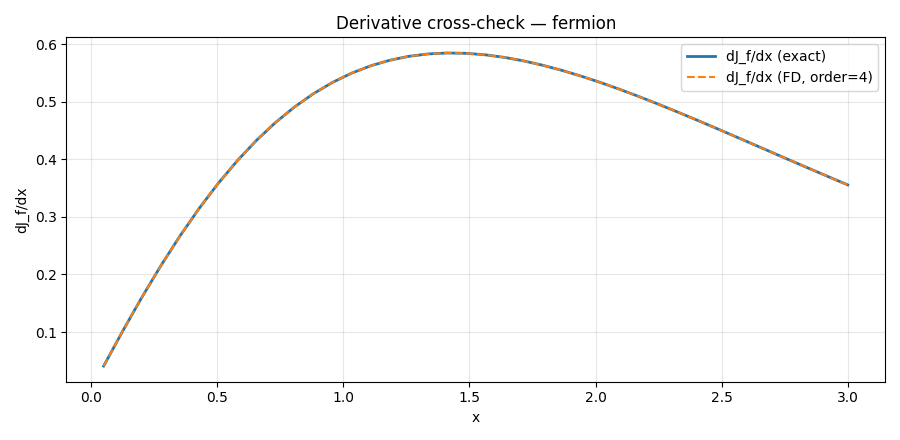 Derivative cross-check — fermion
dJ_f/dx (exact)
dJ_f/dx (FD, order=4)
dJ_f/dx
0.6
0.5
0.4
0.3
0.2
0.1
0.0
0.5
1.0
1.5
2.0
2.5
3.0
x